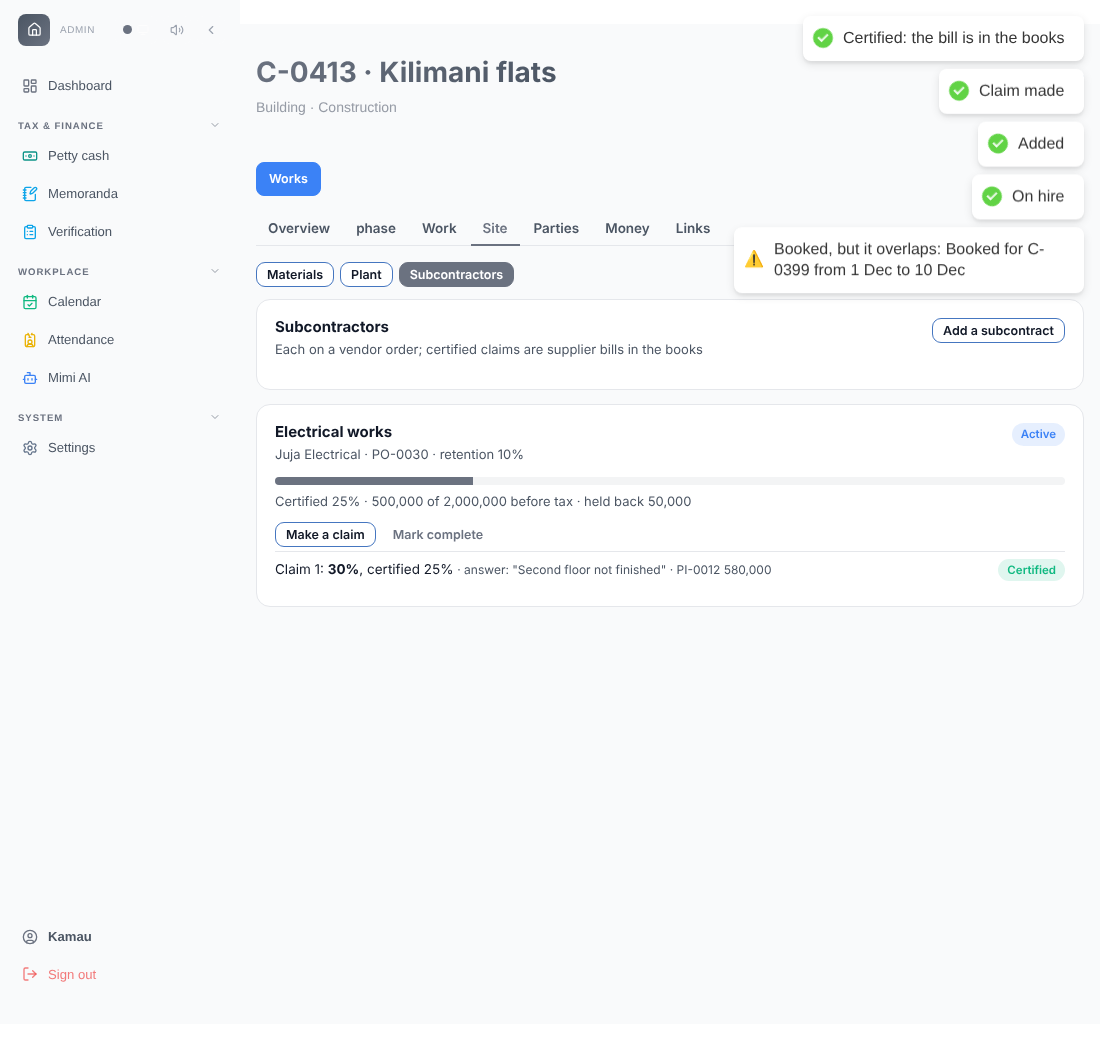 ADMIN
Dashboard
TAX & FINANCE
Petty cash
Memoranda
Verification
WORKPLACE
Calendar
Attendance
Mimi AI
SYSTEM
Settings
Kamau
Sign out
C-0413 · Kilimani flats
Building · Construction
Works
Overview phase Work Site Parties Money Links
Materials Plant Subcontractors
Subcontractors
Add a subcontract
Each on a vendor order; certified claims are supplier bills in the books
Electrical works
Active
Juja Electrical · PO-0030 · retention 10%
Certified 25% · 500,000 of 2,000,000 before tax · held back 50,000
Make a claim Mark complete
Claim 1: 30%, certified 25% · answer: "Second floor not finished" · PI-0012 580,000
Certified
Certified: the bill is in the books
Claim made
Added
On hire
Booked, but it overlaps: Booked for C-
0399 from 1 Dec to 10 Dec